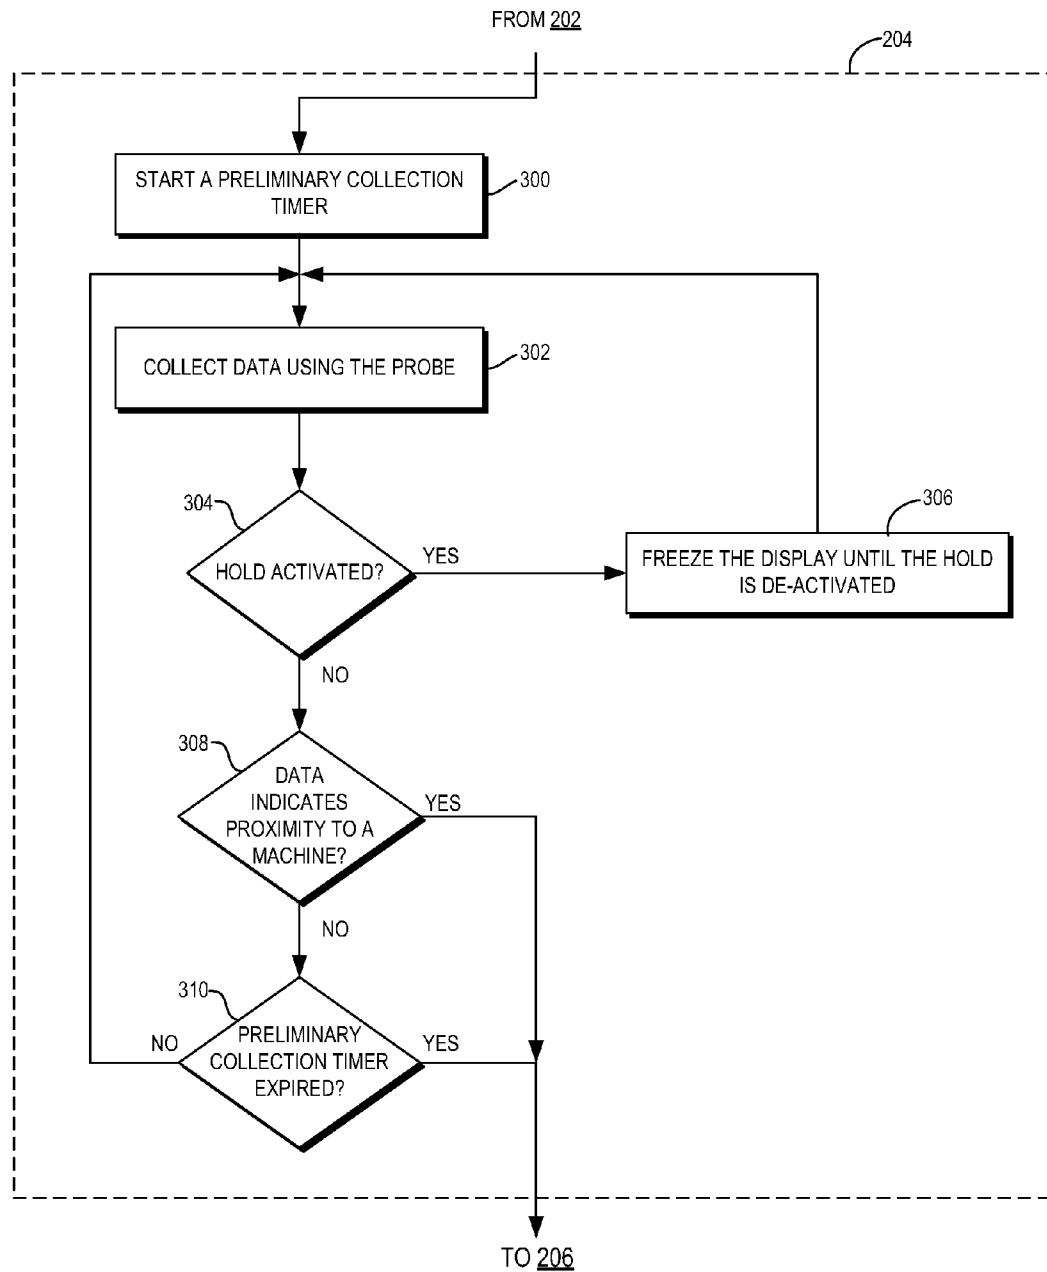 FROM 202
204
START A PRELIMINARY COLLECTION
TIMER
300
COLLECT DATA USING THE PROBE
302
304
HOLD ACTIVATED?
YES
306
FREEZE THE DISPLAY UNTIL THE HOLD
IS DE-ACTIVATED
NO
308
DATA
INDICATES
PROXIMITY TO A
MACHINE?
YES
NO
310
PRELIMINARY
COLLECTION TIMER
EXPIRED?
NO
YES
TO 206